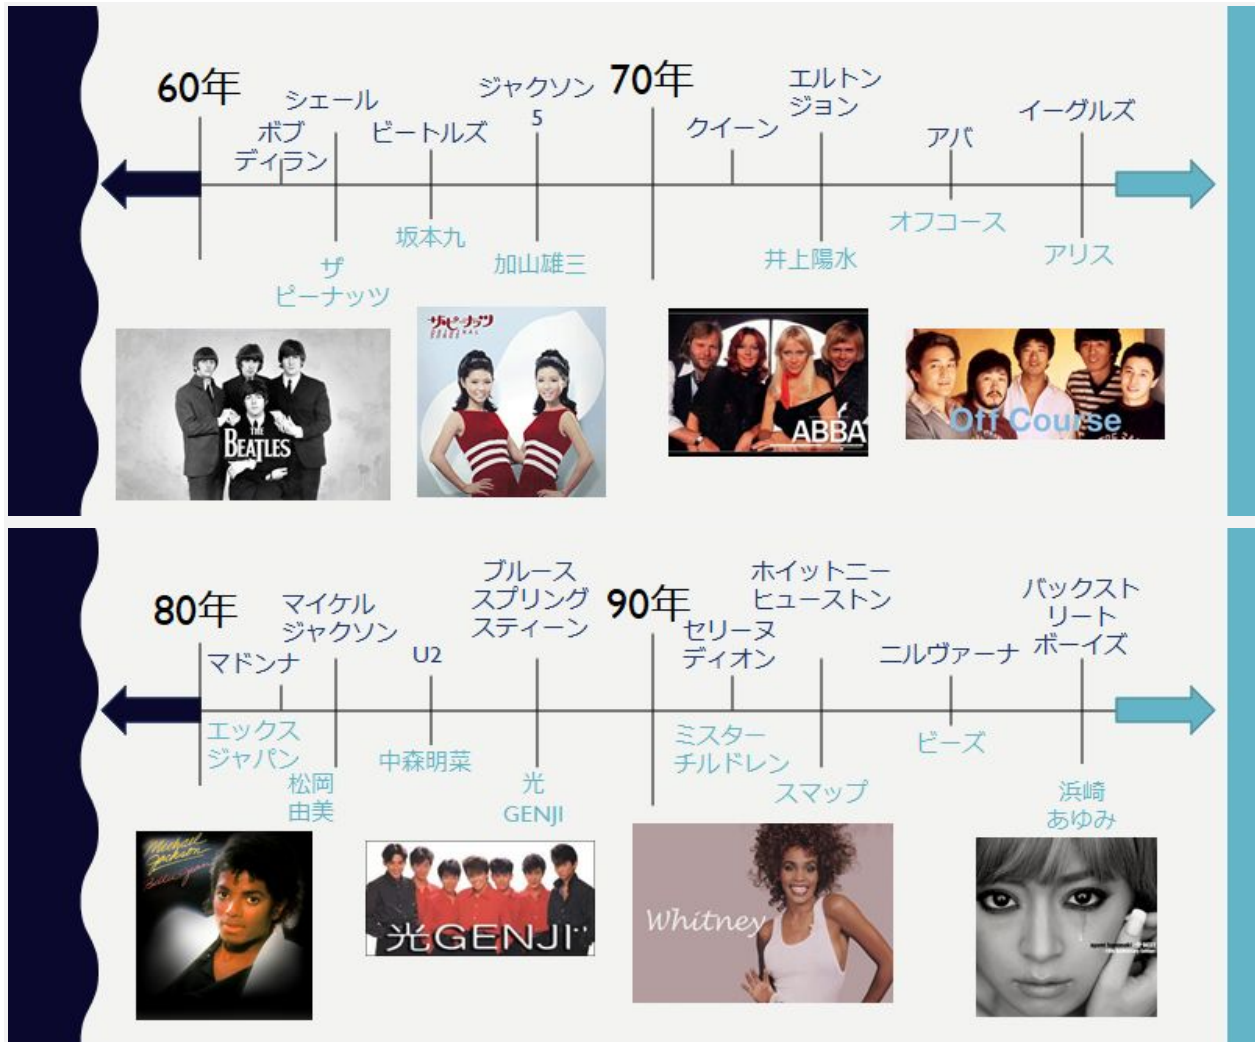 60年
シェール
ボブ
ディラン
ビートルズ
ジャクソン
5
70年
クイーン
エルトン
ジョン
アバ
イーグルズ
ザ
ピーナッツ
坂本九
加山雄三
井上陽水
オフコース
アリス
THE
BEATLES
ザ・ピーナッツ
ABBA
Off Course
80年
マドンナ
マイケル
ジャクソン
U2
ブルース
スプリング
スティーン
90年
セリーヌ
ディオン
ホイットニー
ヒューストン
ニルヴァーナ
バックスト
リート
ボーイズ
エックス
ジャパン
松岡
由美
中森明菜
光
GENJI
ミスター
チルドレン
スマップ
ビーズ
浜崎
あゆみ
Michael
Jackson
Billie Jean
光GENJI
Whitney